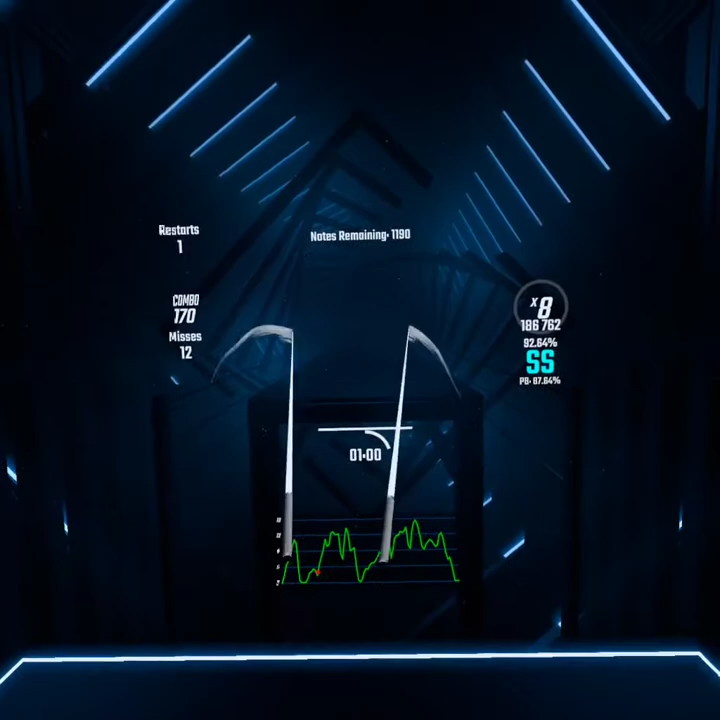 Restarts
1
Notes Remaining: 1190
COMBO
170
Misses
12
x8
186 762
92.64%
SS
PB: 87.64%
01:00